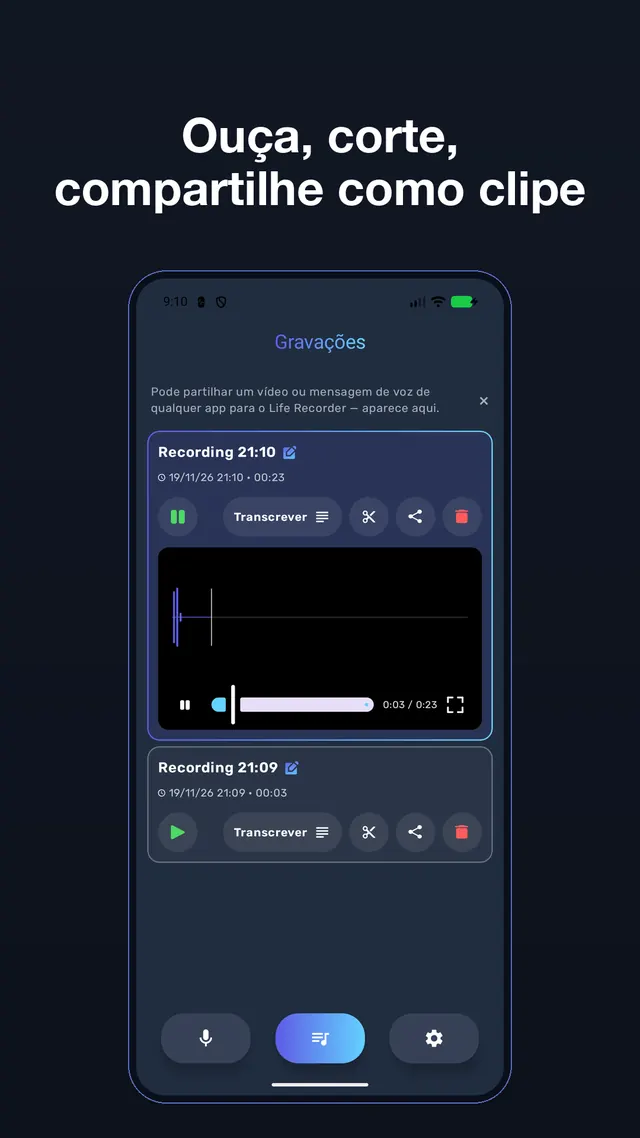 Ouça, corte,
compartilhe como clipe
9:10
Gravações
Pode partilhar um vídeo ou mensagem de voz de
qualquer app para o Life Recorder — aparece aqui.
Recording 21:10
19/11/26 21:10 • 00:23
Transcrever
0:03 / 0:23
Recording 21:09
19/11/26 21:09 • 00:03
Transcrever